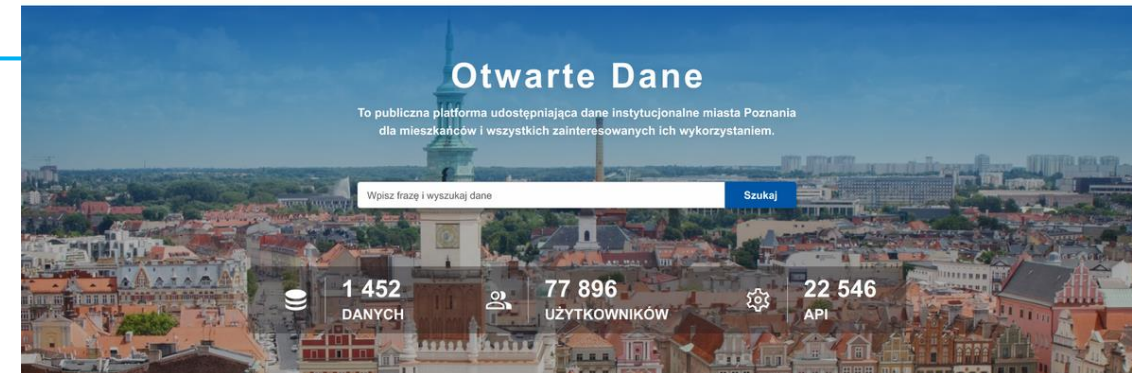 Otwarte Dane
To publiczna platforma udostępniająca dane instytucjonalne miasta Poznania
dla mieszkańców i wszystkich zainteresowanych ich wykorzystaniem.
Wpisz frazę i wyszukaj dane
Szukaj
1 452
DANYCH
77 896
UŻYTKOWNIKÓW
22 546
API